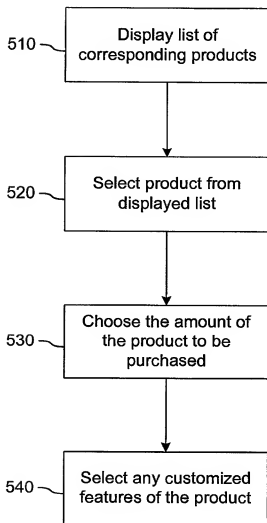 510
Display list of
corresponding products
520
Select product from
displayed list
530
Choose the amount of
the product to be
purchased
540
Select any customized
features of the product